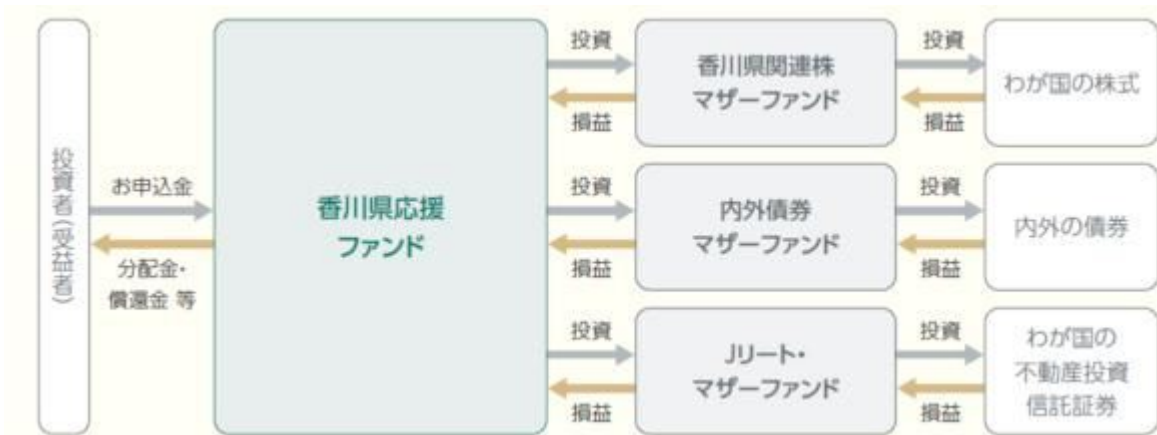 投資者(受益者)
お申込金
分配金・
償還金 等
香川県応援
ファンド
投資
損益
香川県関連株
マザーファンド
投資
損益
わが国の株式
投資
損益
内外債券
マザーファンド
投資
損益
内外の債券
投資
損益
Jリート・
マザーファンド
投資
損益
わが国の
不動産投資
信託証券